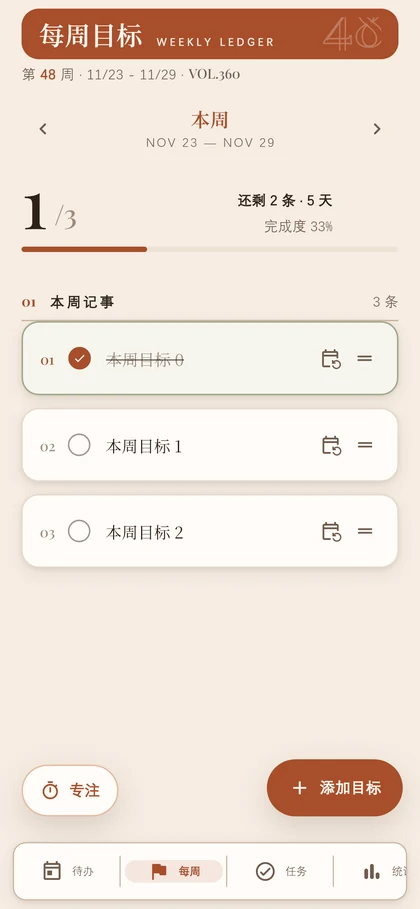 每周目标 WEEKLY LEDGER 48
第 48 周 · 11/23 - 11/29 · VOL.360
本周
NOV 23 — NOV 29
1 /3
还剩 2 条 · 5 天
完成度 33%
01 本周记事 3 条
01 本周目标 0
02 本周目标 1
03 本周目标 2
专注
+ 添加目标
待办 每周 任务